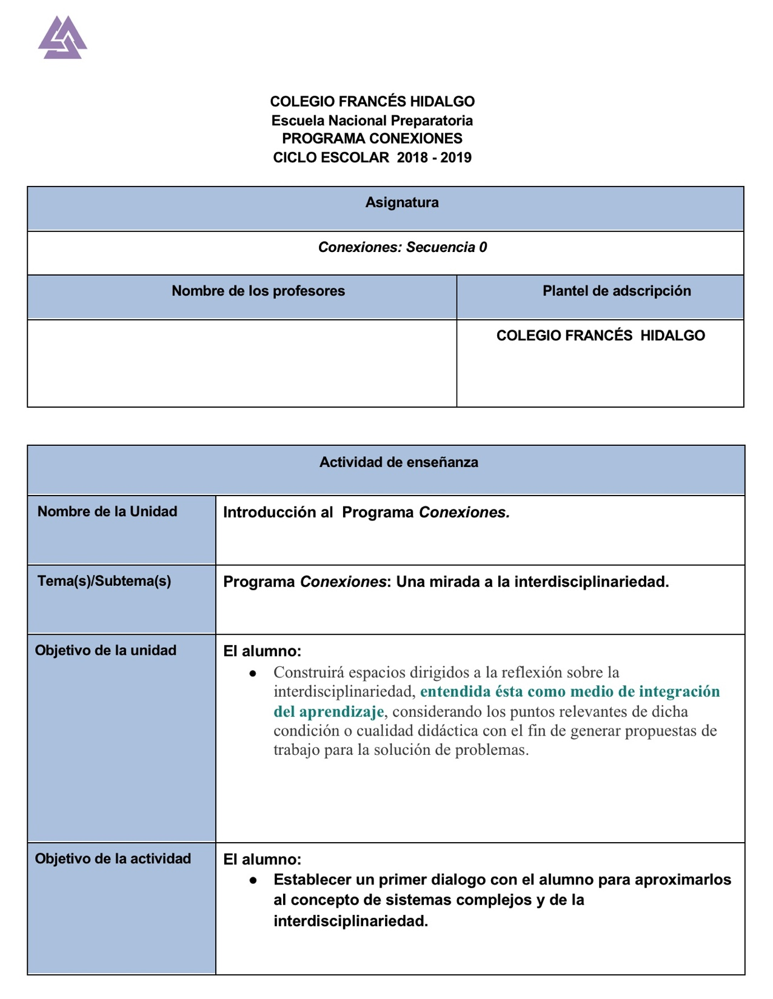 COLEGIO FRANCÉS HIDALGO
Escuela Nacional Preparatoria
PROGRAMA CONEXIONES
CICLO ESCOLAR  2018 - 2019
Asignatura
Conexiones: Secuencia 0
Nombre de los profesores
Plantel de adscripción
COLEGIO FRANCÉS  HIDALGO
Actividad de enseñanza
Nombre de la Unidad
Introducción al  Programa Conexiones.
Tema(s)/Subtema(s)
Programa Conexiones: Una mirada a la interdisciplinariedad.
Objetivo de la unidad
El alumno:
● Construirá espacios dirigidos a la reflexión sobre la
interdisciplinariedad, entendida ésta como medio de integración
del aprendizaje, considerando los puntos relevantes de dicha
condición o cualidad didáctica con el fin de generar propuestas de
trabajo para la solución de problemas.
Objetivo de la actividad
El alumno:
● Establecer un primer dialogo con el alumno para aproximarlos
al concepto de sistemas complejos y de la
interdisciplinariedad.